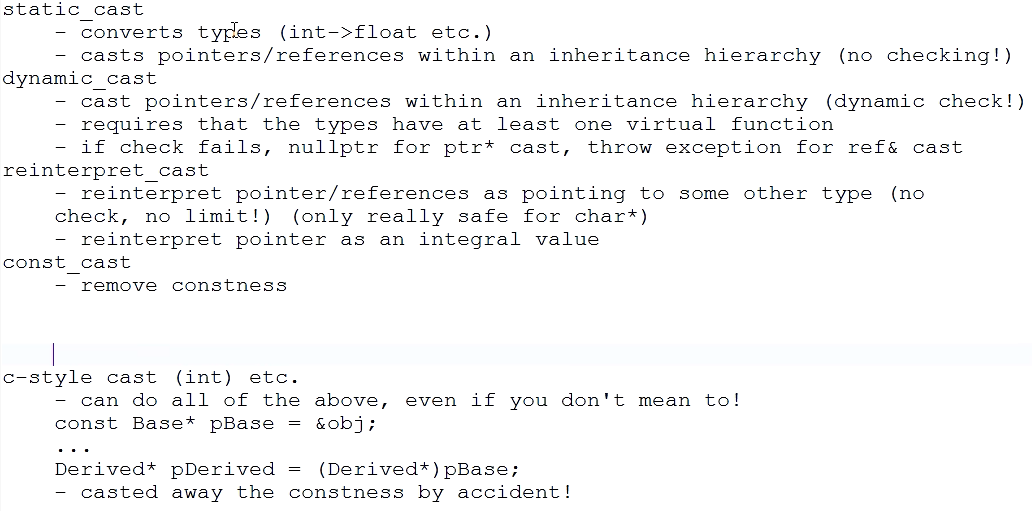 static_cast
    - converts types (int->float etc.)
    - casts pointers/references within an inheritance hierarchy (no checking!)
dynamic_cast
    - cast pointers/references within an inheritance hierarchy (dynamic check!)
    - requires that the types have at least one virtual function
    - if check fails, nullptr for ptr* cast, throw exception for ref& cast
reinterpret_cast
    - reinterpret pointer/references as pointing to some other type (no
    check, no limit!) (only really safe for char*)
    - reinterpret pointer as an integral value
const_cast
    - remove constness
c-style cast (int) etc.
    - can do all of the above, even if you don't mean to!
    const Base* pBase = &obj;
    ...
    Derived* pDerived = (Derived*)pBase;
    - casted away the constness by accident!